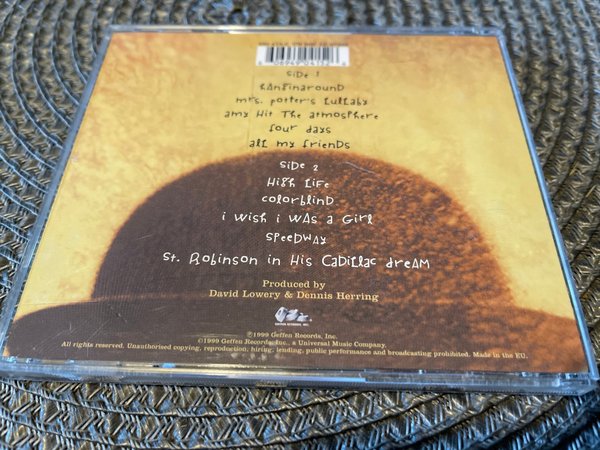 SiDe 1
HANGinAROunD
mrs. Potter's LuLLaby
amy Hit The atmosphere
four days
aLL my friends
SiDe 2
HiGh Life
colorblinD
i Wish i WAs a GirL
speedway
St. Robinson in His CaDiLLac dreAM
Produced by
David Lowery & Dennis Herring
©1999 Geffen Records, Inc.
©1999 Geffen Records, Inc., a Universal Music Company.
All rights reserved. Unauthorised copying, reproduction, hiring, lending, public performance and broadcasting prohibited. Made in the EU.